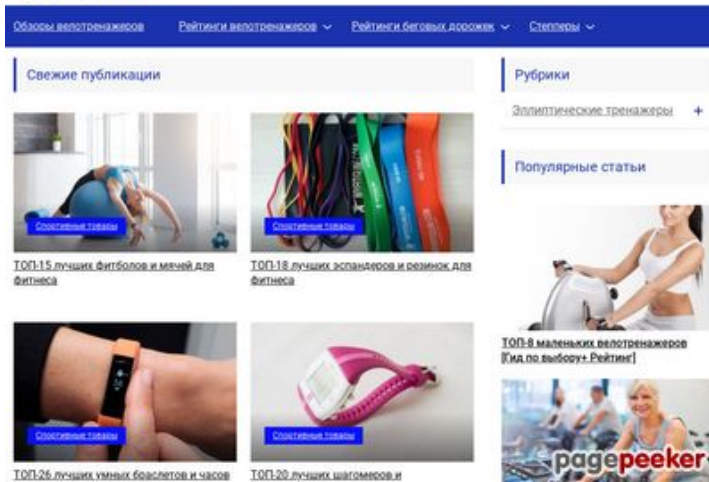 Обзоры велотренажеров
Рейтинги велотренажеров
Рейтинги беговых дорожек
Степперы
Свежие публикации
Спортивные товары
ТОП-15 лучших фитболов и мячей для
фитнеса
Спортивные товары
ТОП-18 лучших эспандеров и резинок для
фитнеса
Спортивные товары
ТОП-26 лучших умных браслетов и часов
Спортивные товары
ТОП-20 лучших шагомеров и
Рубрики
Эллиптические тренажеры +
Популярные статьи
ТОП-8 маленьких велотренажеров
[Гид по выбору+ Рейтинг]
pagepeeker